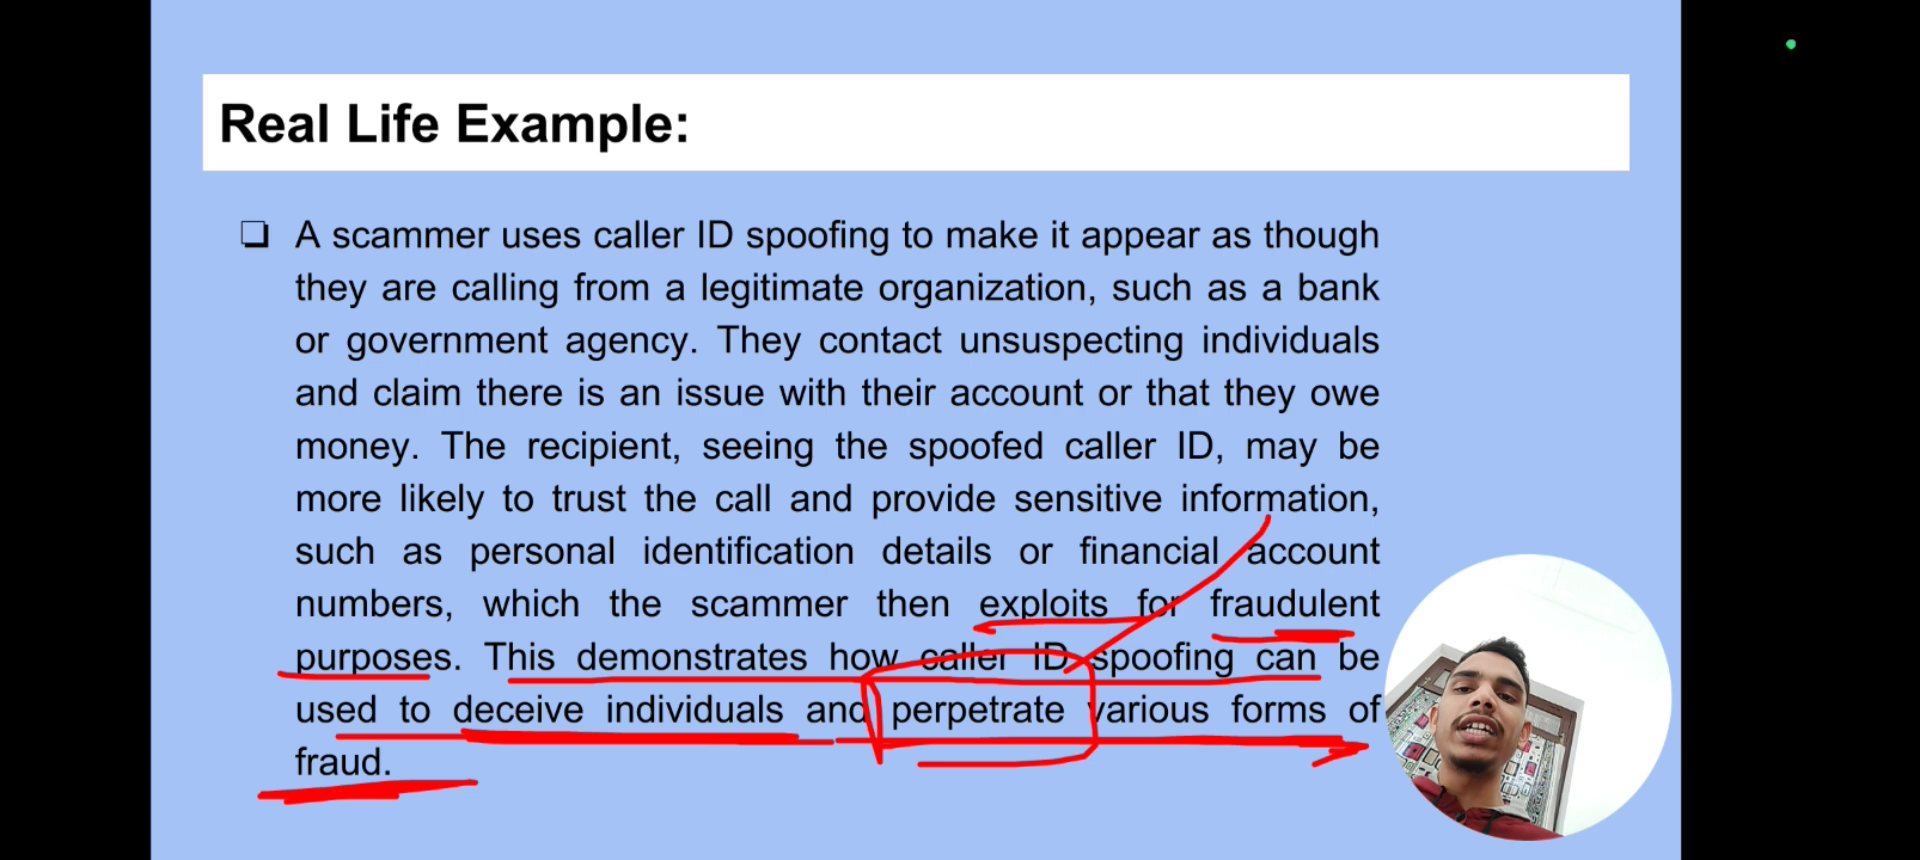 Real Life Example:
❏ A scammer uses caller ID spoofing to make it appear as though
they are calling from a legitimate organization, such as a bank
or government agency. They contact unsuspecting individuals
and claim there is an issue with their account or that they owe
money. The recipient, seeing the spoofed caller ID, may be
more likely to trust the call and provide sensitive information,
such as personal identification details or financial account
numbers, which the scammer then exploits for fraudulent
purposes. This demonstrates how caller ID spoofing can be
used to deceive individuals and perpetrate various forms of
fraud.